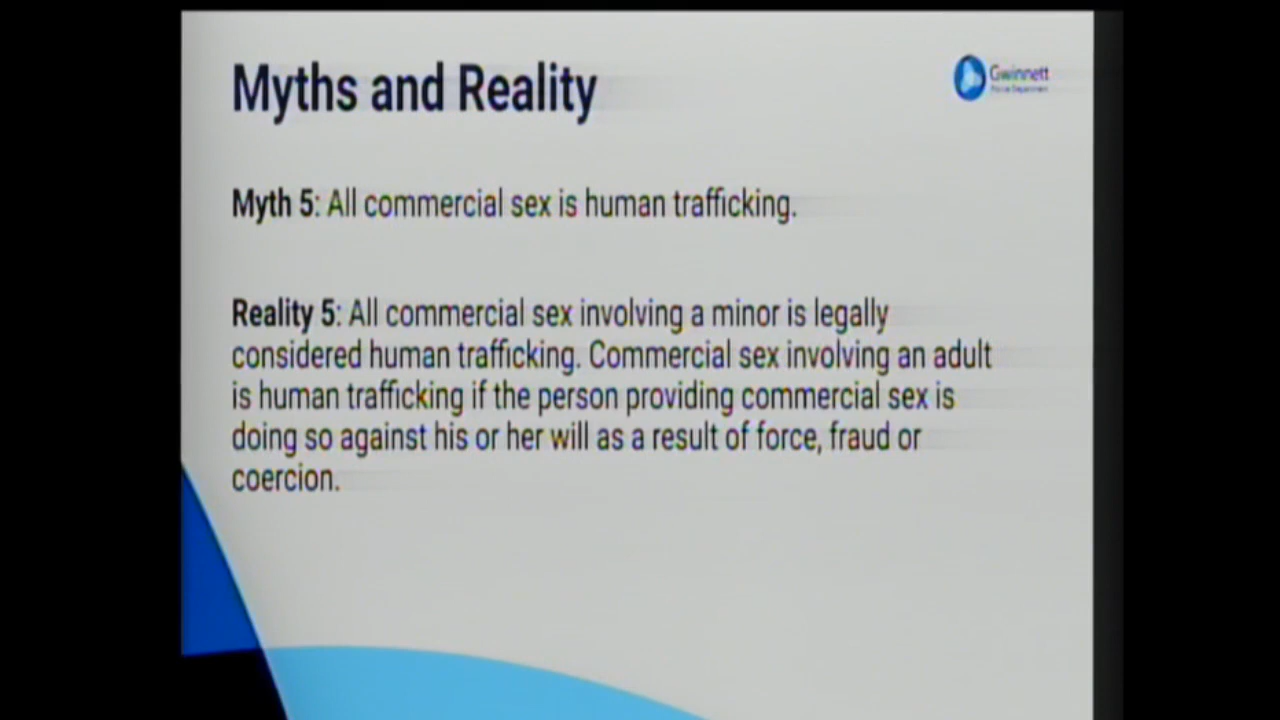 Myths and Reality
Gwinnett
Police Department
Myth 5: All commercial sex is human trafficking.
Reality 5: All commercial sex involving a minor is legally
considered human trafficking. Commercial sex involving an adult
is human trafficking if the person providing commercial sex is
doing so against his or her will as a result of force, fraud or
coercion.